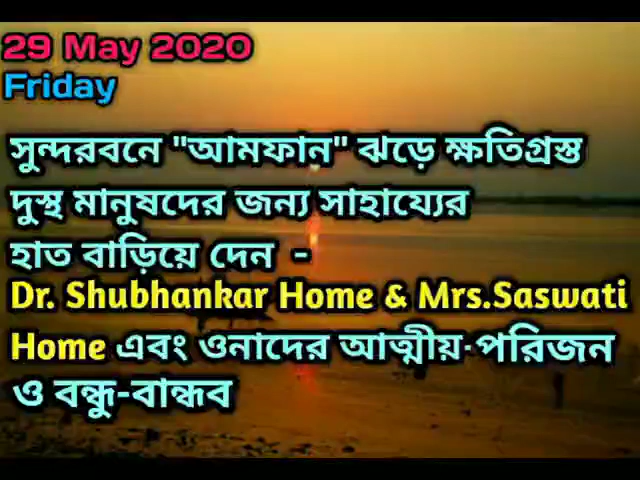 29 May 2020
Friday
সুন্দরবনে "আমফান" ঝড়ে ক্ষতিগ্রস্ত
দুস্থ মানুষদের জন্য সাহায্যের
হাত বাড়িয়ে দেন -
Dr. Shubhankar Home & Mrs.Saswati
Home এবং ওনাদের আত্মীয়-পরিজন
ও বন্ধু-বান্ধব